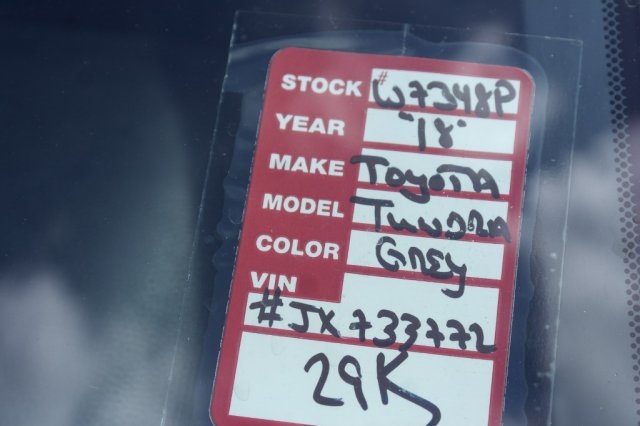 STOCK # W7348P
YEAR '18'
MAKE Toyota
MODEL Tundra
COLOR Grey
VIN
#JX733772
29K